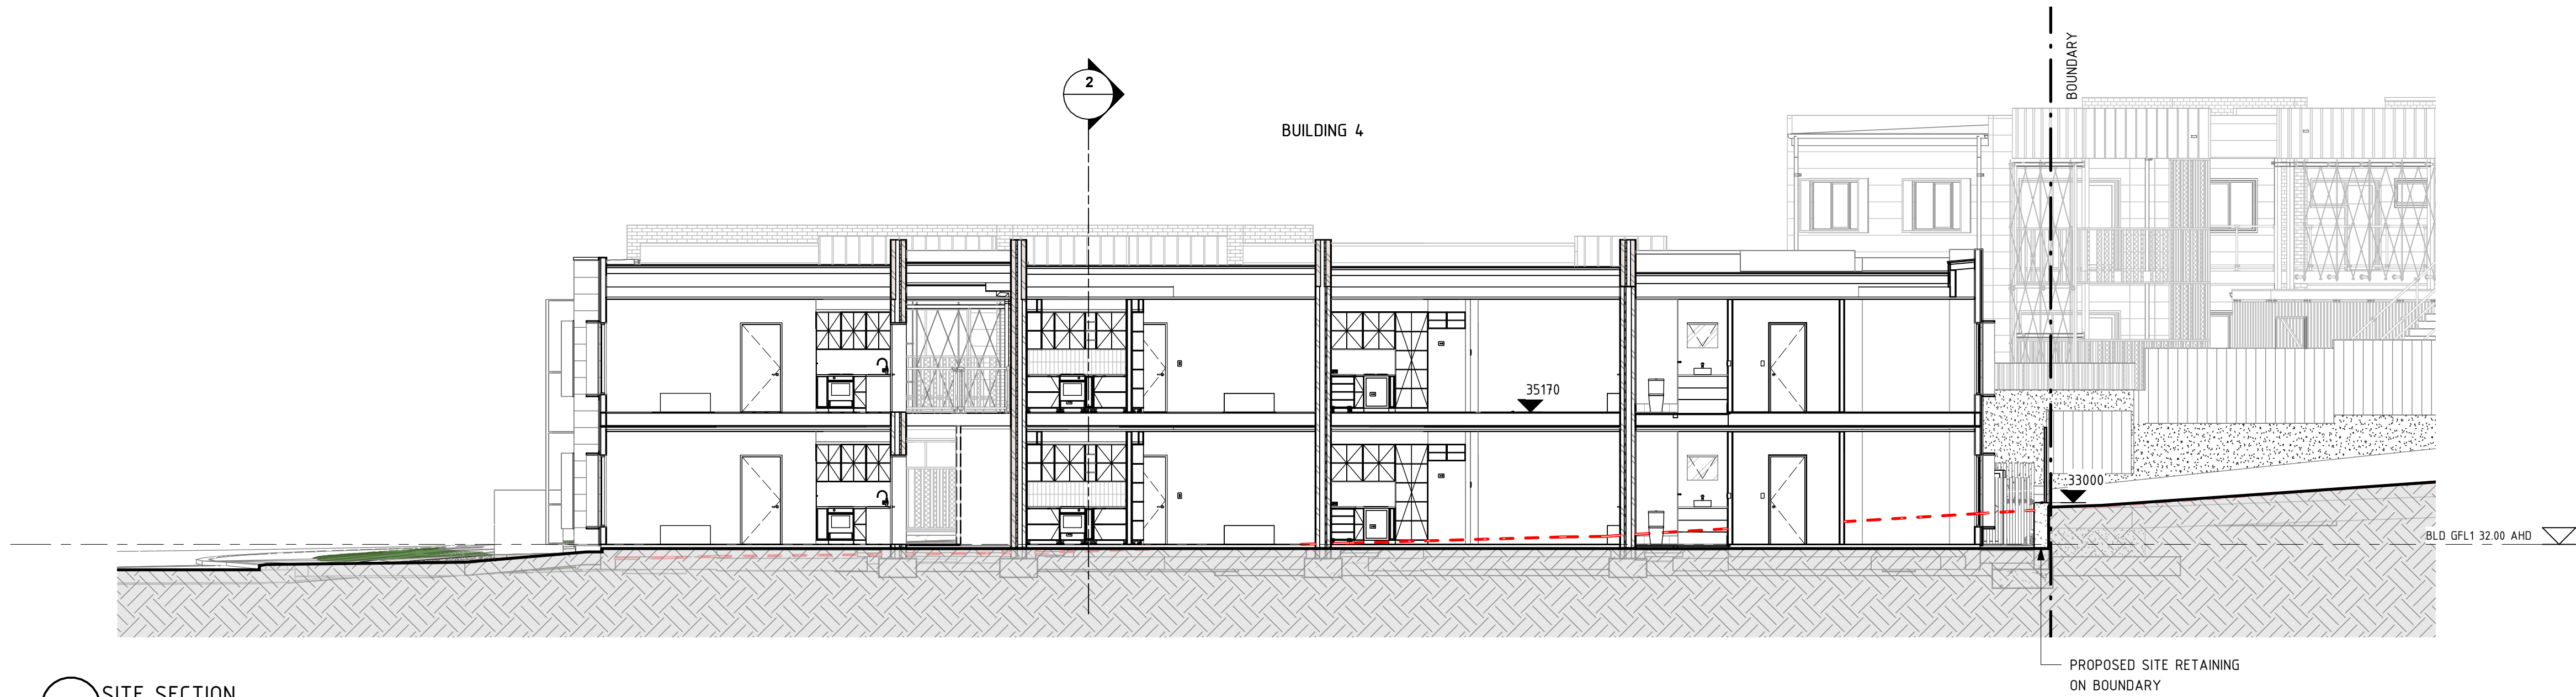 BOUNDARY
2
BUILDING 4
35170
33000
BLD GFL1 32.00 AHD
PROPOSED SITE RETAINING
ON BOUNDARY
SITE SECTION